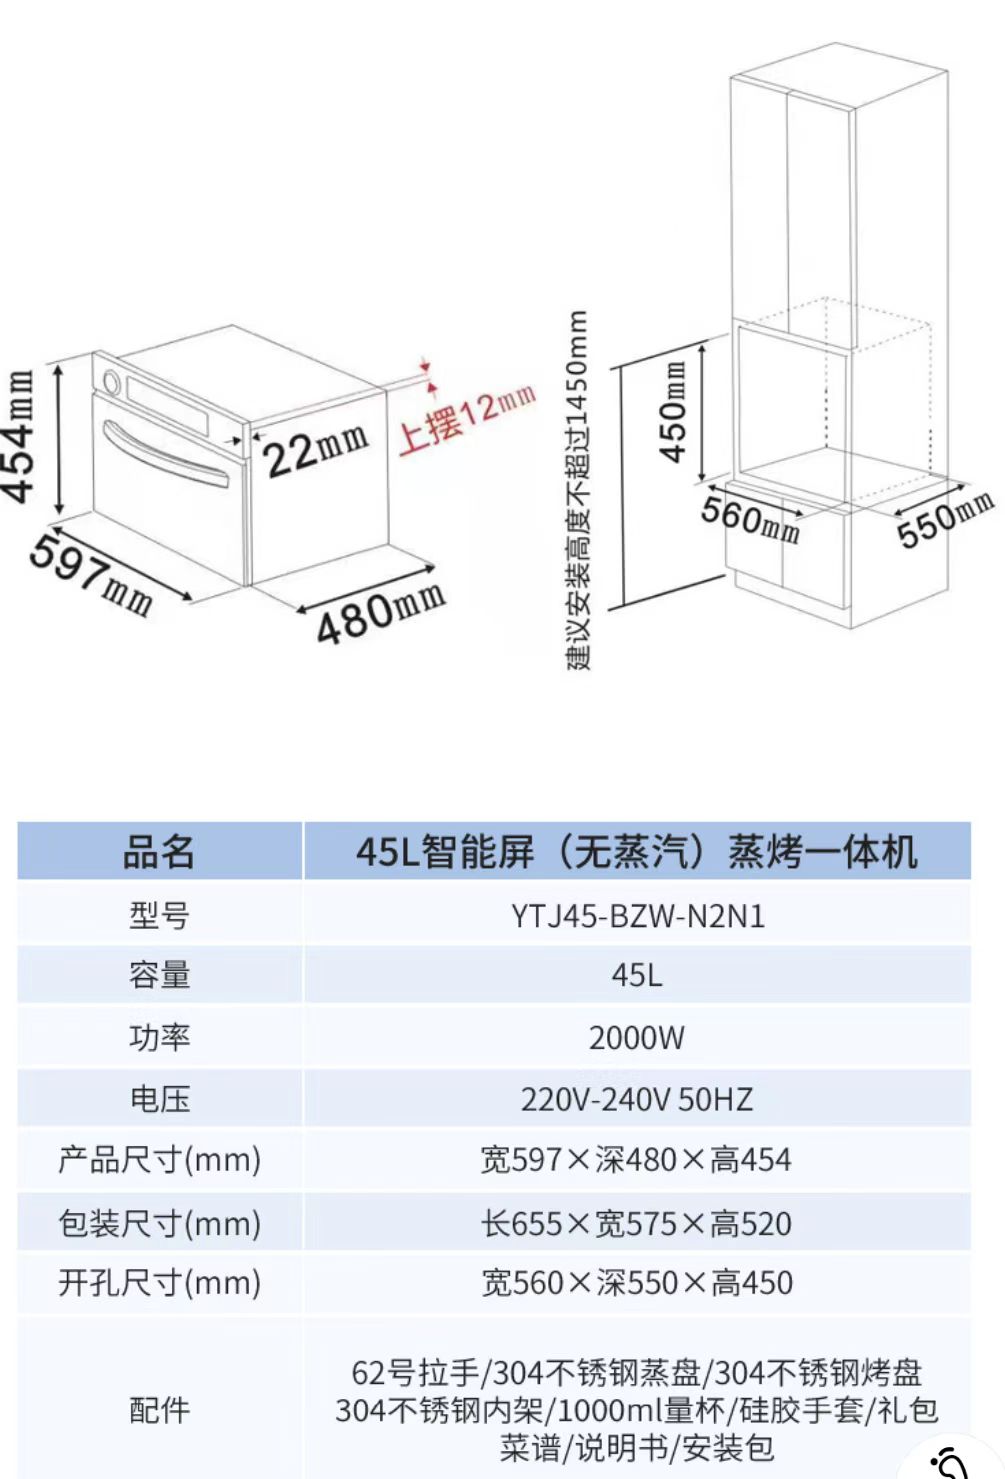 454mm
597mm
480mm
22mm
上摆12mm
建议安装高度不超过1450mm
450mm
560mm
550mm
品名 45L智能屏（无蒸汽）蒸烤一体机
型号 YTJ45-BZW-N2N1
容量 45L
功率 2000W
电压 220V-240V 50HZ
产品尺寸(mm) 宽597×深480×高454
包装尺寸(mm) 长655×宽575×高520
开孔尺寸(mm) 宽560×深550×高450
配件 62号拉手/304不锈钢蒸盘/304不锈钢烤盘
304不锈钢内架/1000ml量杯/硅胶手套/礼包
菜谱/说明书/安装包